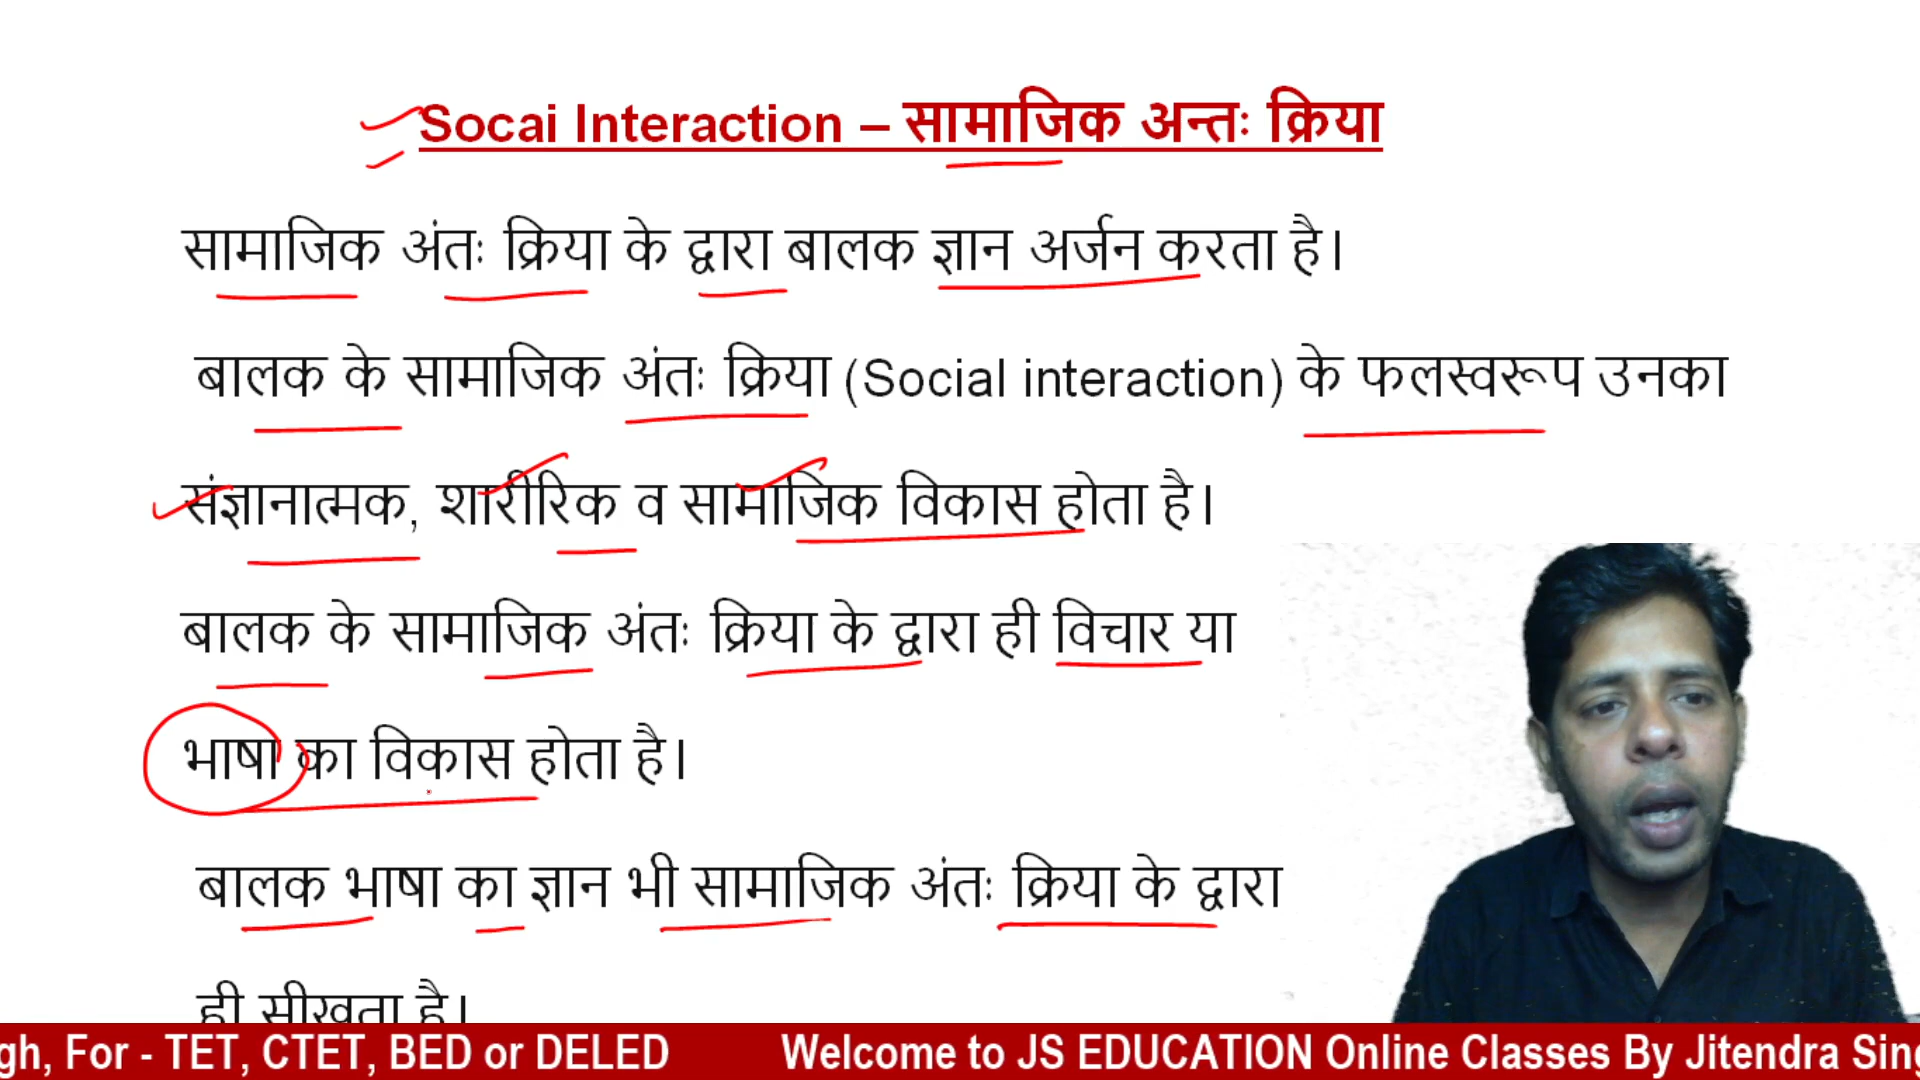 Socai Interaction – सामाजिक अन्तः क्रिया
सामाजिक अंतः क्रिया के द्वारा बालक ज्ञान अर्जन करता है।
बालक के सामाजिक अंतः क्रिया (Social interaction) के फलस्वरूप उनका
संज्ञानात्मक, शारीरिक व सामाजिक विकास होता है।
बालक के सामाजिक अंतः क्रिया के द्वारा ही विचार या
भाषा का विकास होता है।
बालक भाषा का ज्ञान भी सामाजिक अंतः क्रिया के द्वारा
ही सीखता है।
gh, For - TET, CTET, BED or DELED Welcome to JS EDUCATION Online Classes By Jitendra Sing